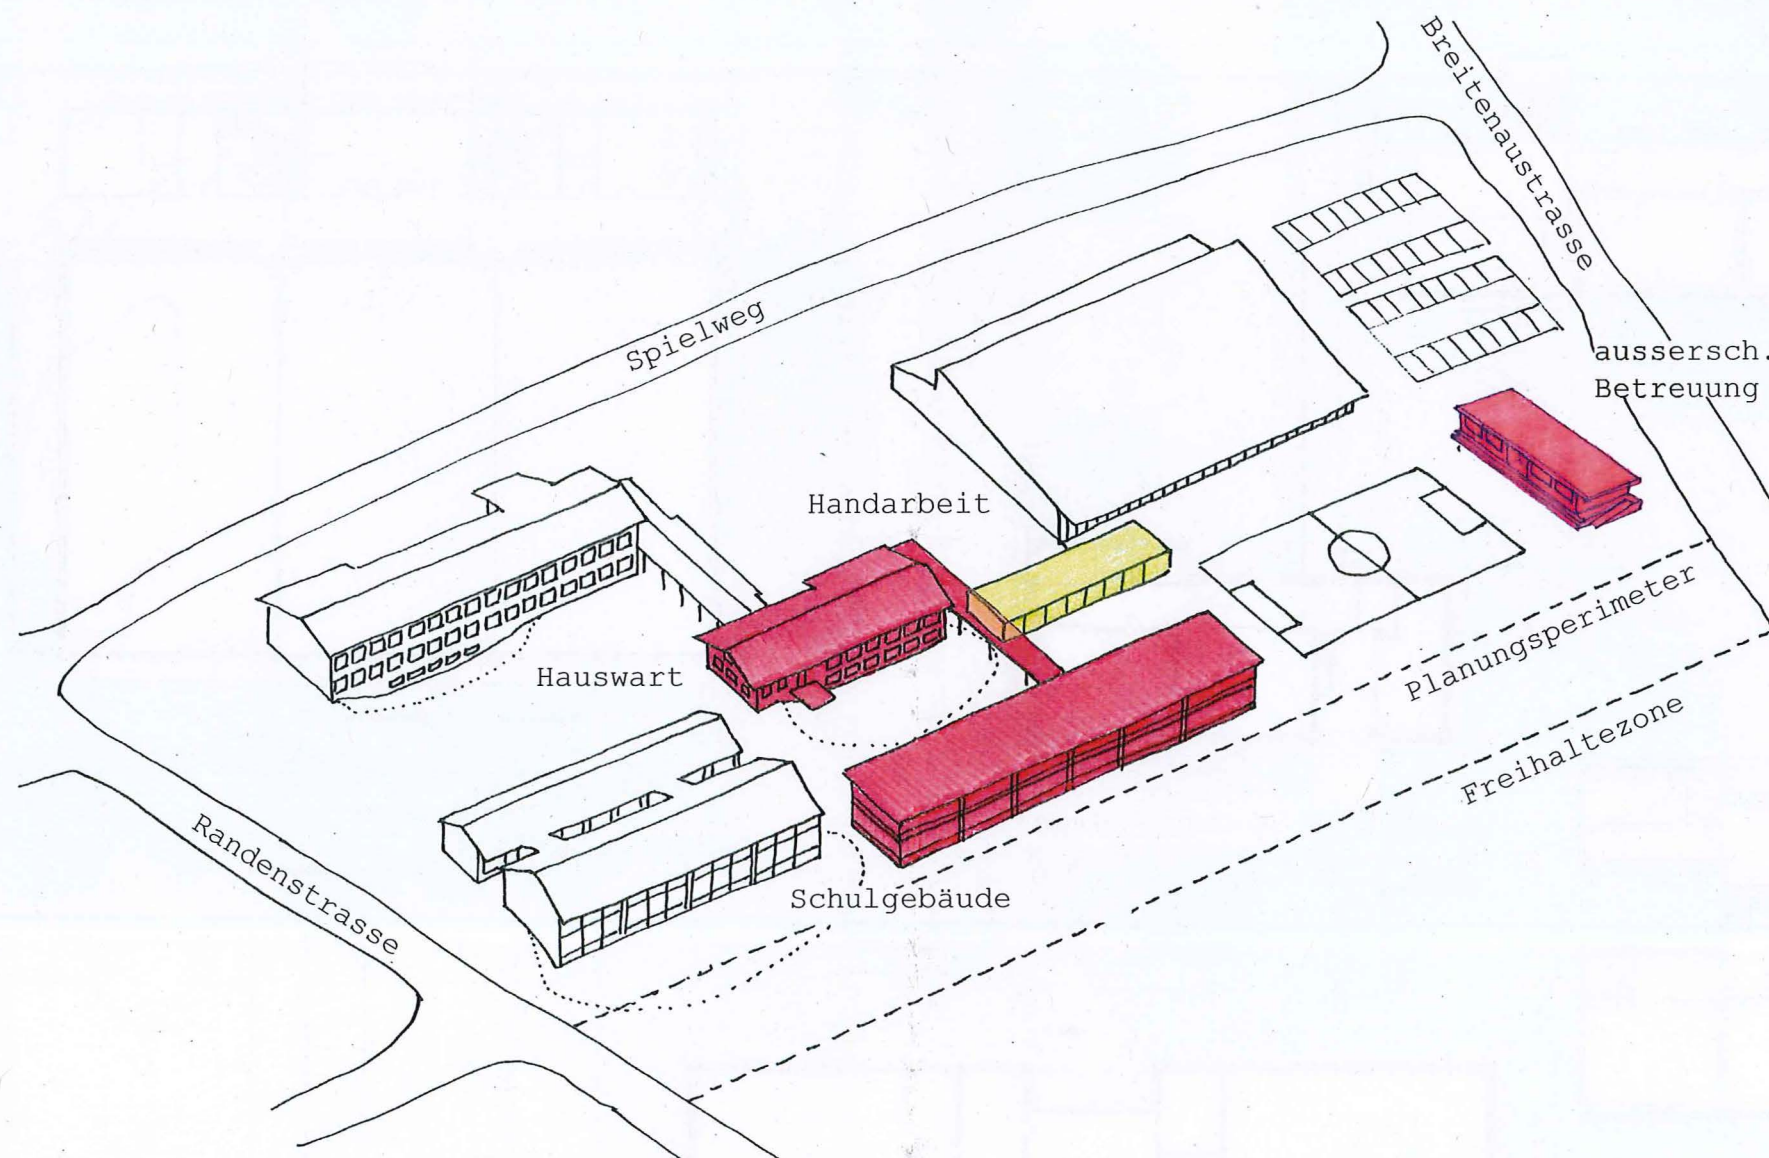 Breitenaustrasse
Spielweg
aussersch.
Betreuung
Handarbeit
Hauswart
Planungsperimeter
Freihaltezone
Randenstrasse
Schulgebäude